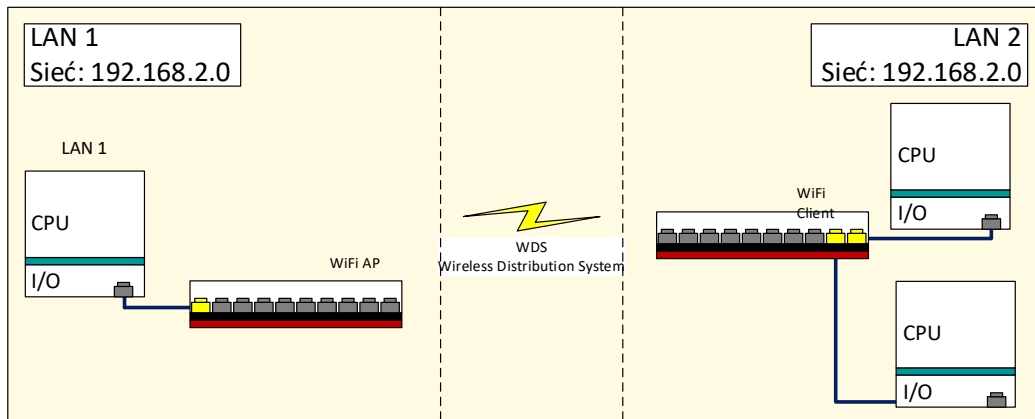 LAN 1
Sieć: 192.168.2.0
LAN 2
Sieć: 192.168.2.0
LAN 1
CPU
I/O
WiFi AP
WDS
Wireless Distribution System
WiFi
Client
CPU
I/O
CPU
I/O